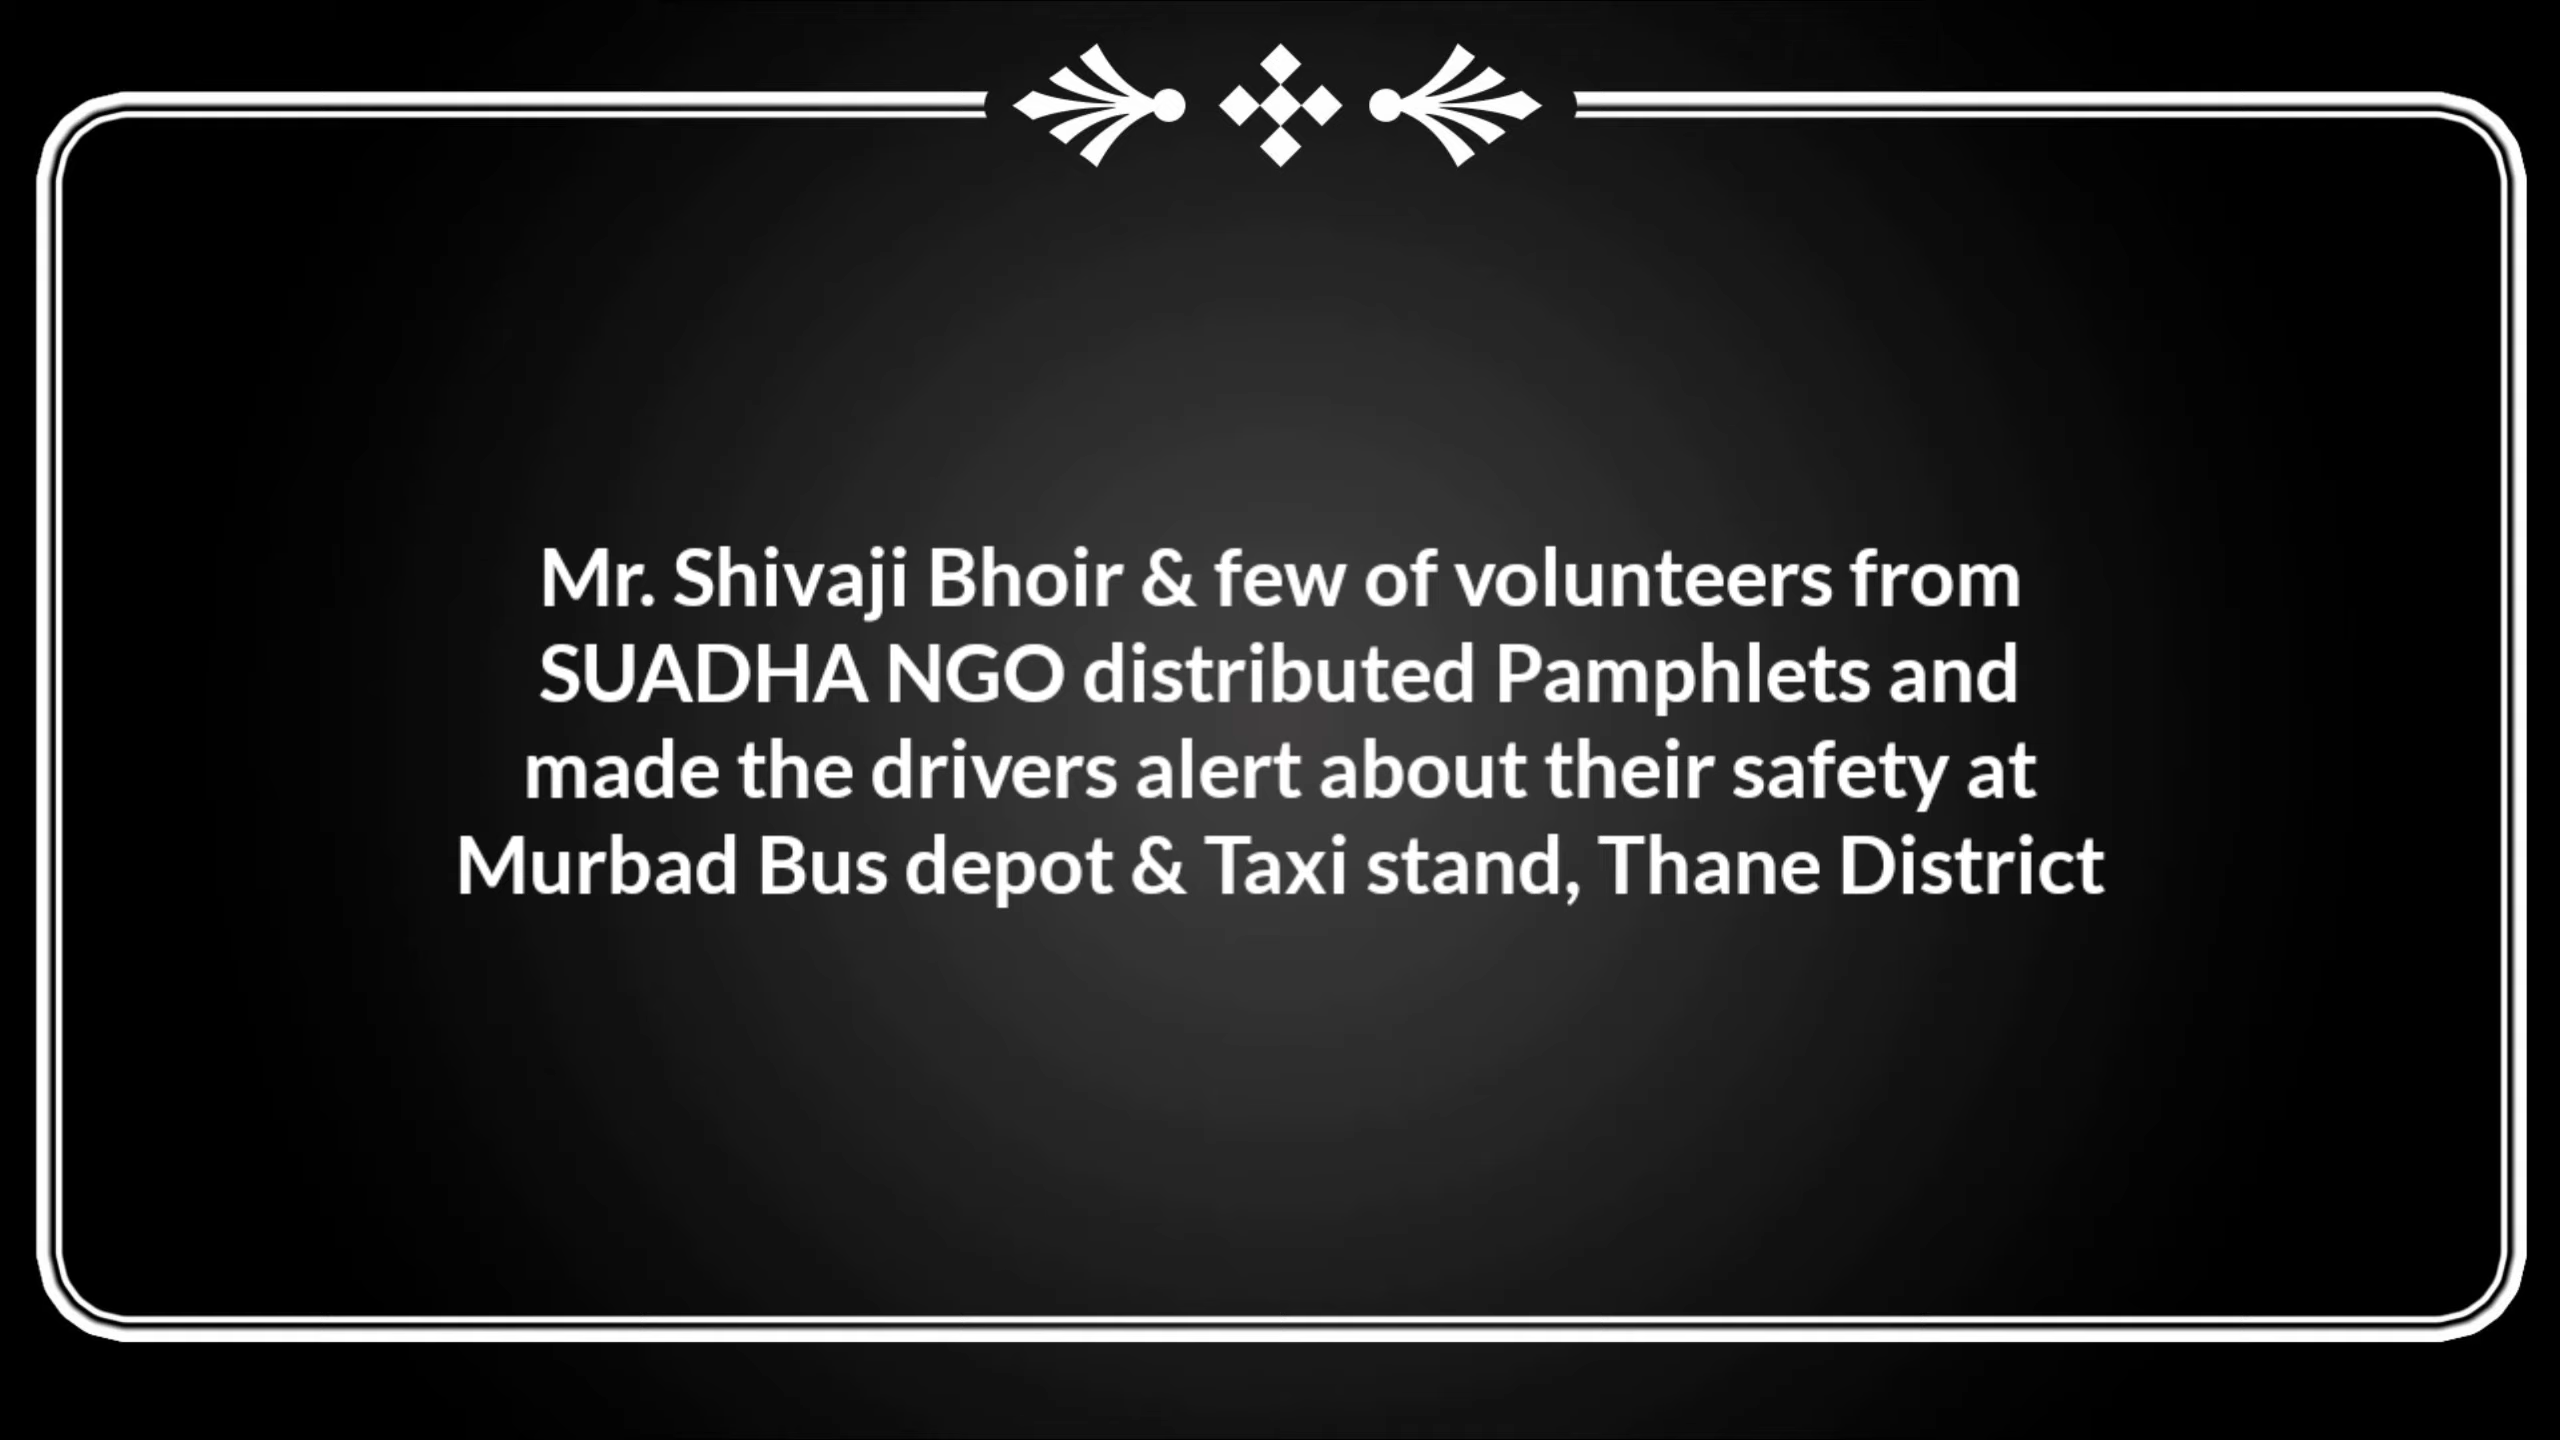 Mr. Shivaji Bhoir & few of volunteers from
SUADHA NGO distributed Pamphlets and
made the drivers alert about their safety at
Murbad Bus depot & Taxi stand, Thane District